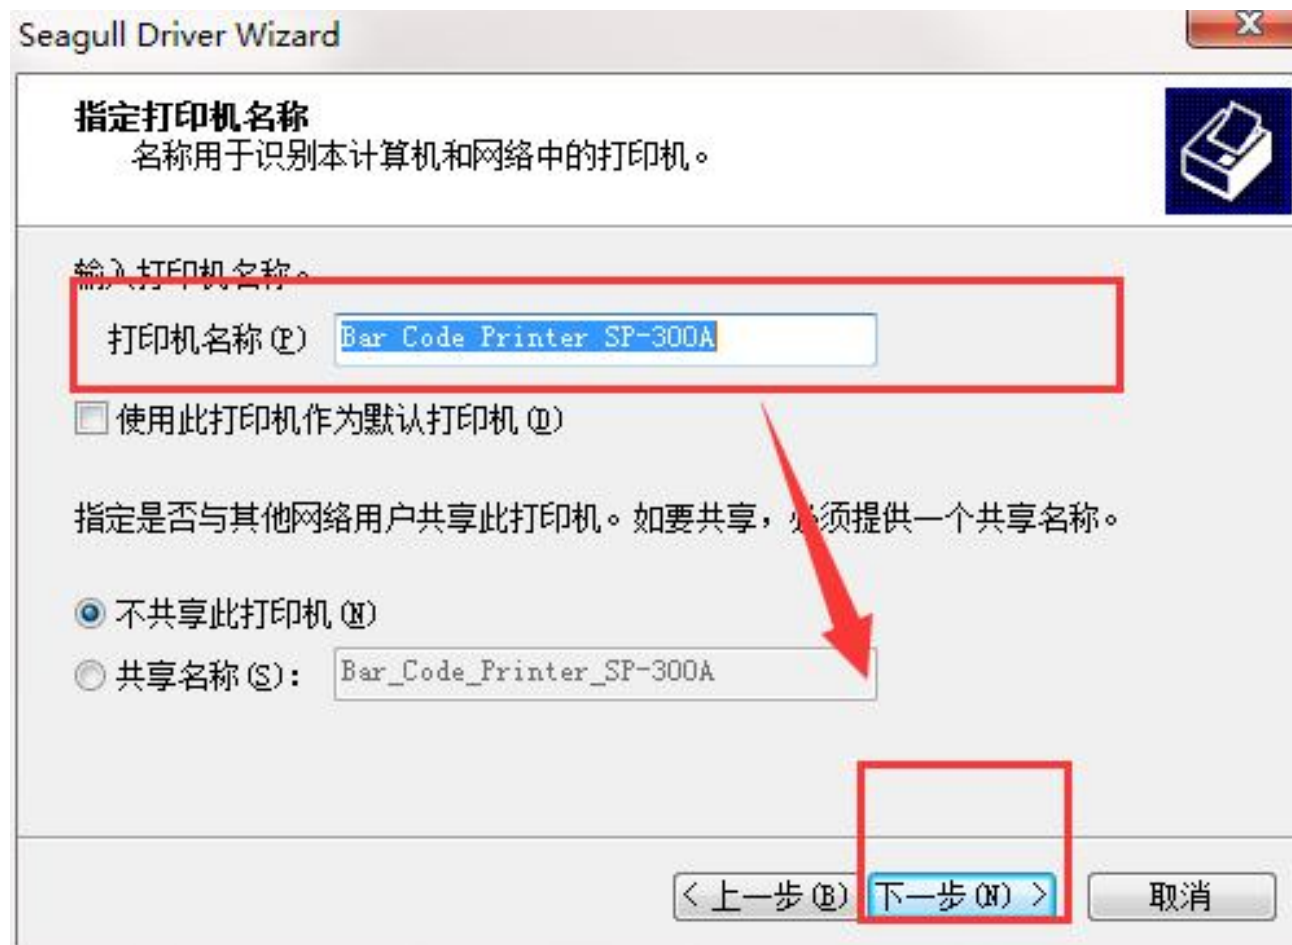 Seagull Driver Wizard
指定打印机名称
名称用于识别本计算机和网络中的打印机。
输入打印机名称。
打印机名称(P) Bar Code Printer SP-300A
使用此打印机作为默认打印机(D)
指定是否与其他网络用户共享此打印机。如要共享，必须提供一个共享名称。
不共享此打印机(N)
共享名称(S)： Bar_Code_Printer_SP-300A
< 上一步(B) 下一步(N) > 取消